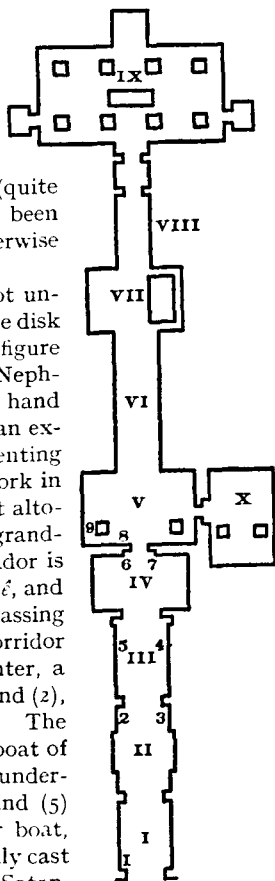 IX
(quite
been
erwise
VIII
ot un-
e disk
VII
figure
Neph-
hand
VI
an ex-
enting
ork in
V
X
t alto-
9
8
grand-
6 7
dor is
IV
ê, and
assing
5 4
orridor
III
nter, a
2 3
nd (2),
The
II
boat of
under-
nd (5)
r boat,
I
ly cast
1